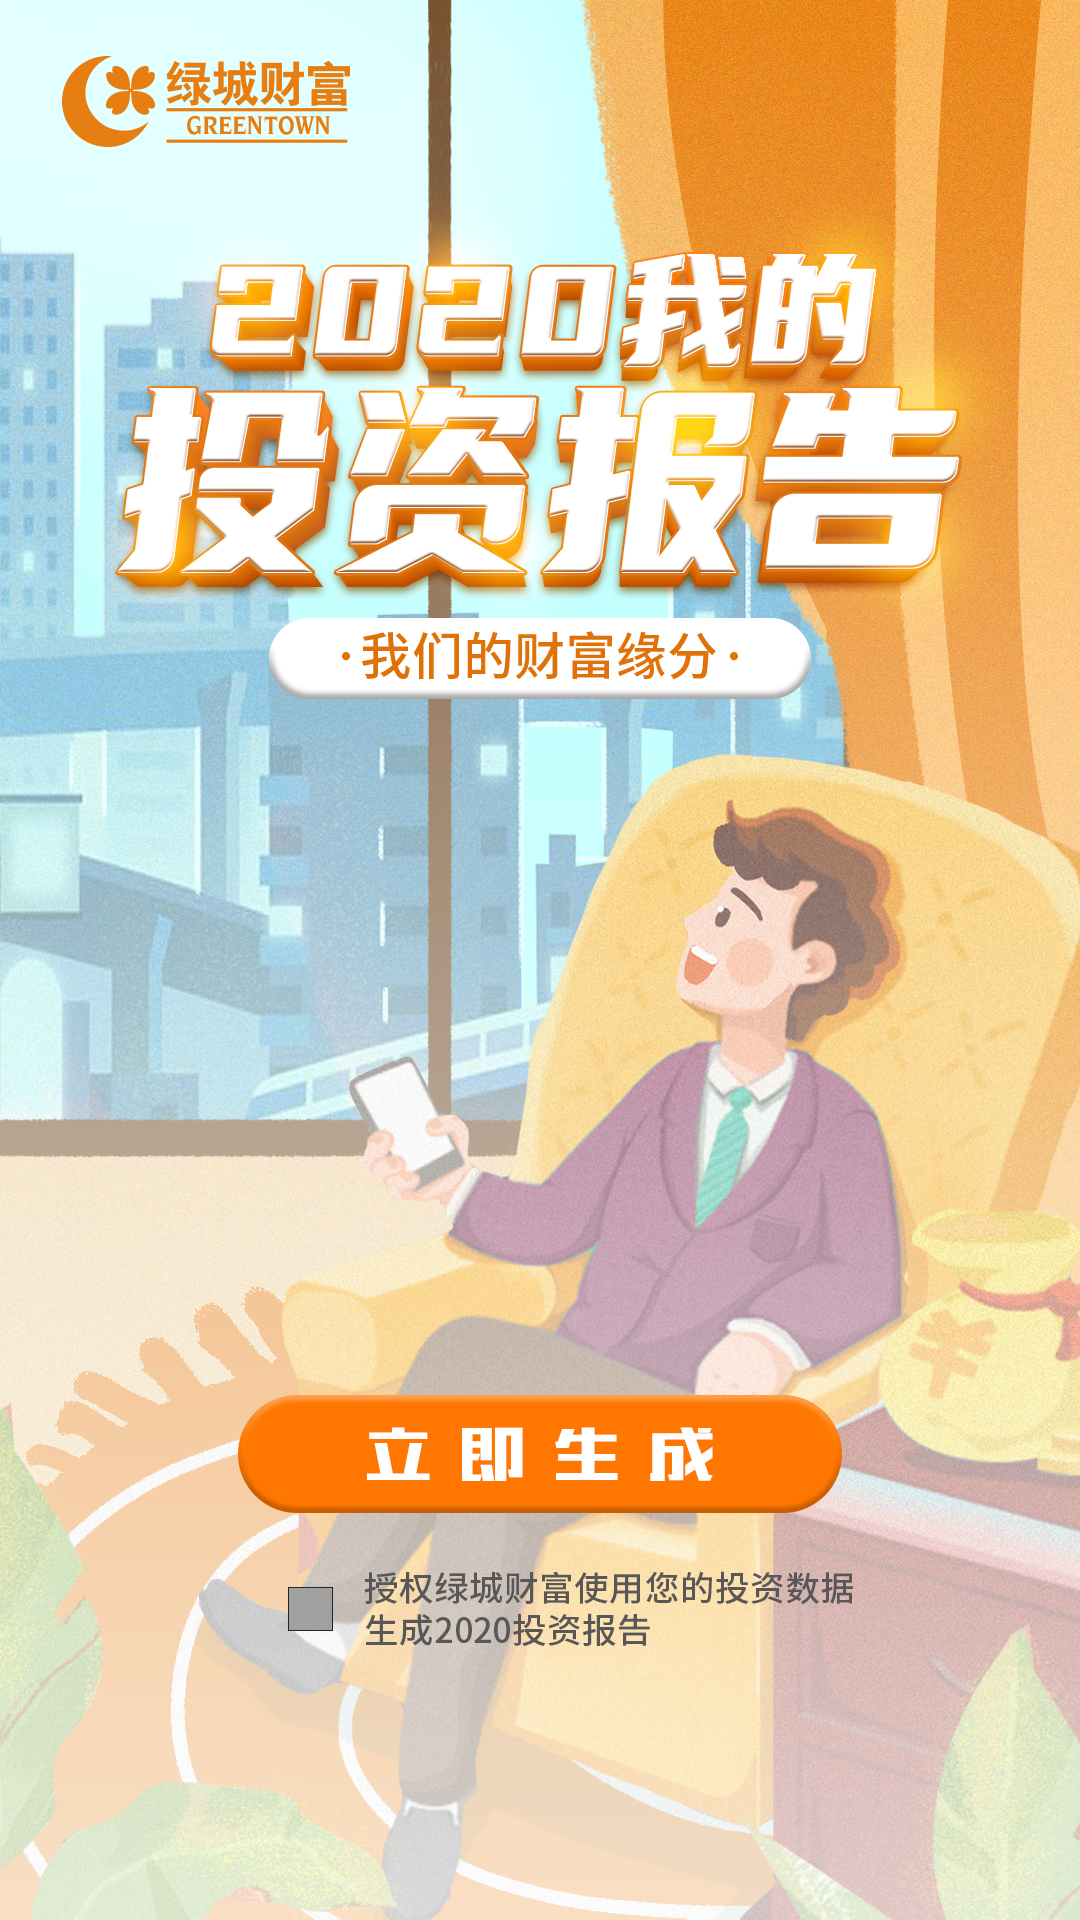 绿城财富
GREENTOWN
2020我的
投资报告
·我们的财富缘分·
立即生成
授权绿城财富使用您的投资数据
生成2020投资报告